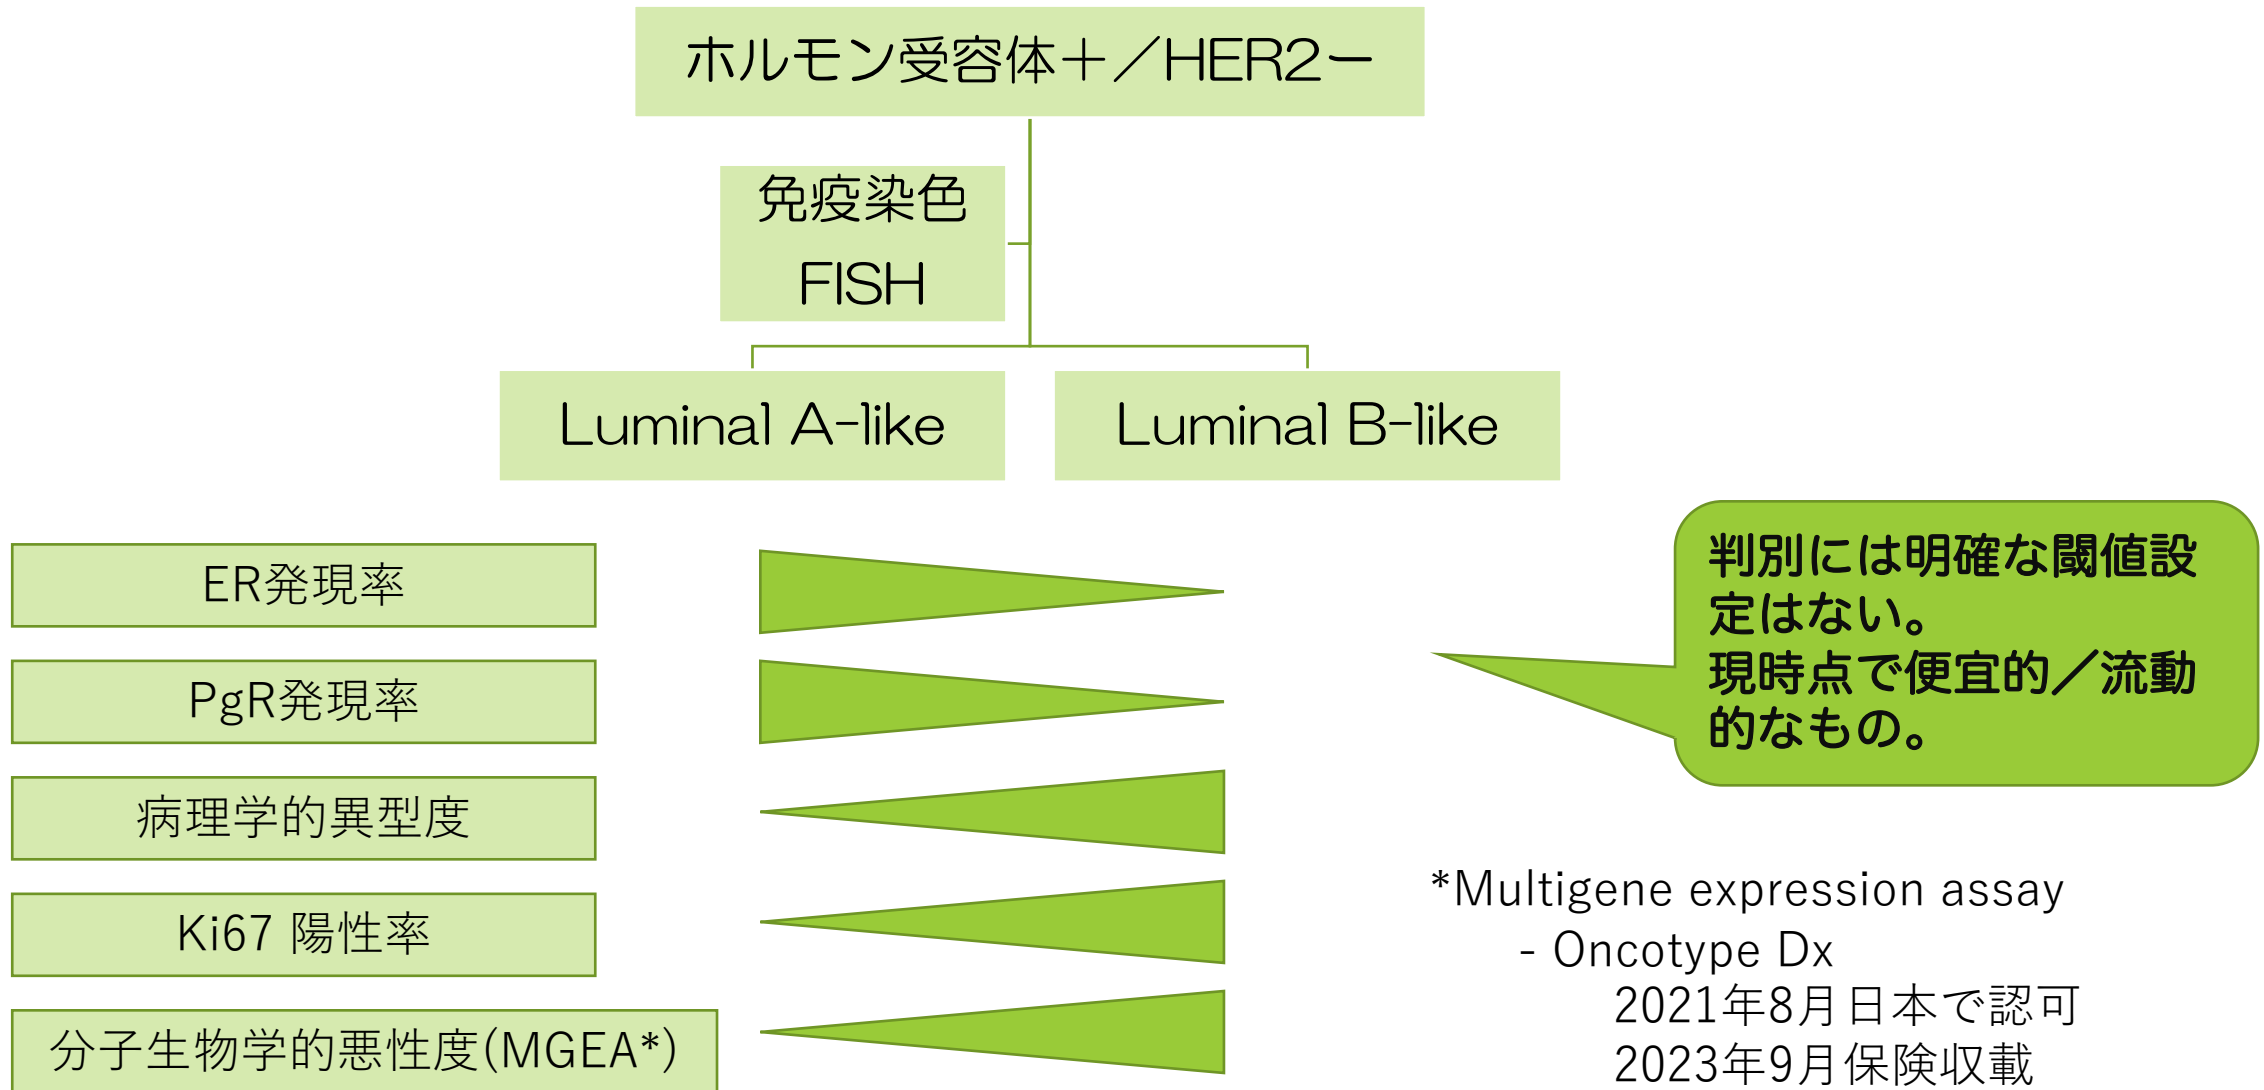 ホルモン受容体＋／HER2－
免疫染色
FISH
Luminal A-like
Luminal B-like
ER発現率
PgR発現率
病理学的異型度
Ki67 陽性率
分子生物学的悪性度(MGEA*)
判別には明確な閾値設
定はない。
現時点で便宜的／流動
的なもの。
*Multigene expression assay
- Oncotype Dx
2021年8月日本で認可
2023年9月保険収載